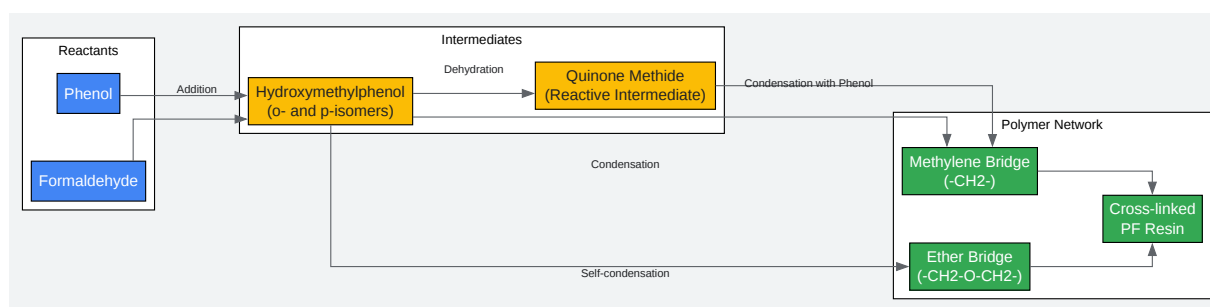 Reactants
Phenol
Formaldehyde
Addition
Intermediates
Hydroxymethylphenol
(o- and p-isomers)
Dehydration
Quinone Methide
(Reactive Intermediate)
Condensation with Phenol
Condensation
Self-condensation
Polymer Network
Methylene Bridge
(-CH2-)
Ether Bridge
(-CH2-O-CH2-)
Cross-linked
PF Resin